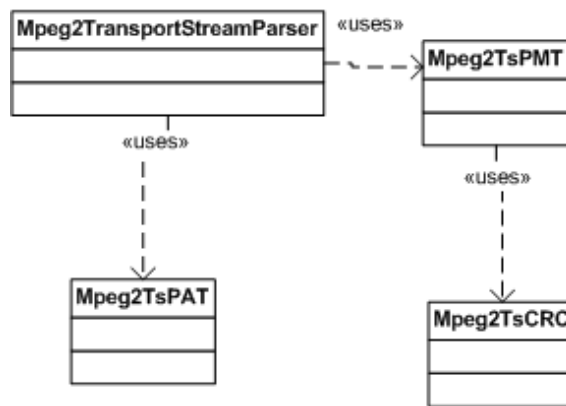 Mpeg2TransportStreamParser
«uses»
Mpeg2TsPMT
«uses»
«uses»
Mpeg2TsPAT
Mpeg2TsCRC